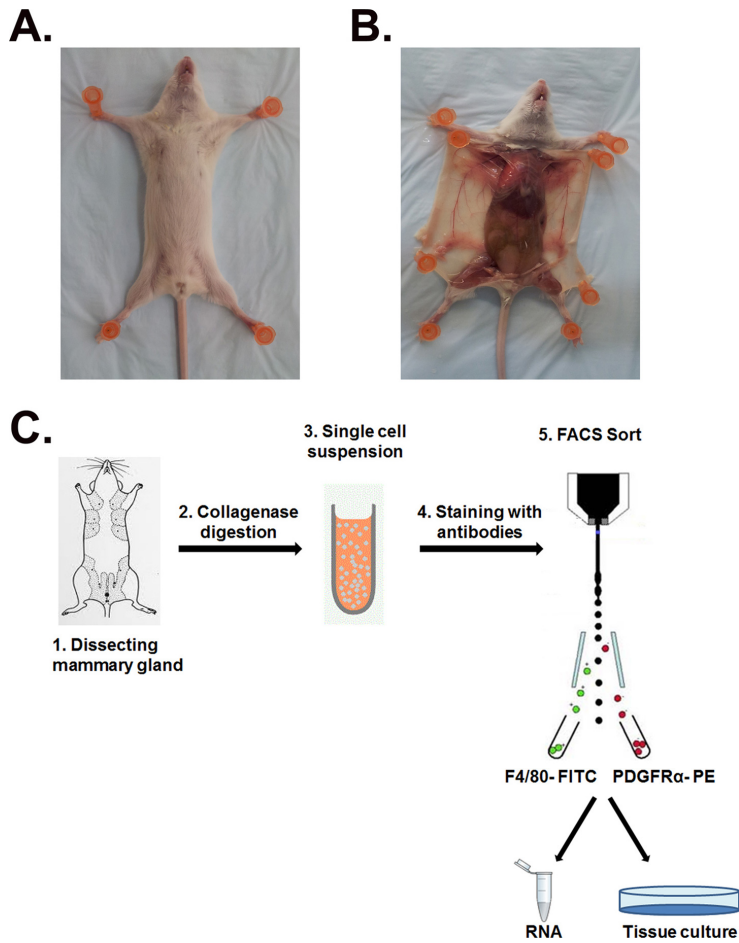 A.
B.
C.
1. Dissecting
mammary gland
2. Collagenase
digestion
3. Single cell
suspension
4. Staining with
antibodies
5. FACS Sort
F4/80- FITC
PDGFRα- PE
RNA
Tissue culture